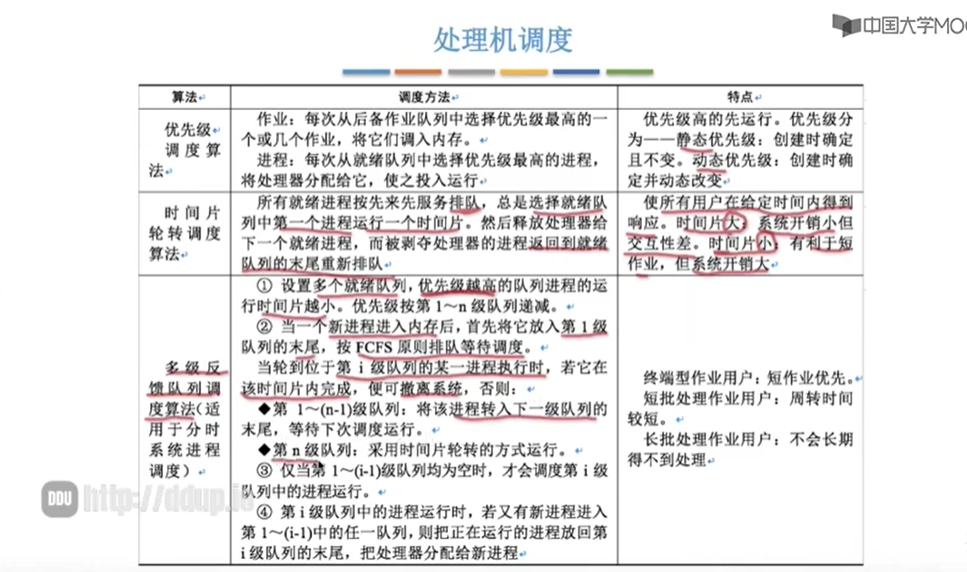 中国大学MOO
处理机调度
算法 调度方法 特点
优先级
调度算
法
作业：每次从后备作业队列中选择优先级最高的一
个或几个作业，将它们调入内存。
进程：每次从就绪队列中选择优先级最高的进程，
将处理器分配给它，使之投入运行
优先级高的先运行。优先级分
为——静态优先级：创建时确定
且不变。动态优先级：创建时确
定并动态改变
时间片
轮转调度
算法
所有就绪进程按先来先服务排队，总是选择就绪队
列中第一个进程运行一个时间片。然后释放处理器给
下一个就绪进程，而被剥夺处理器的进程返回到就绪
队列的末尾重新排队
使所有用户在给定时间内得到
响应。时间片大：系统开销小但
交互性差。时间片小：有利于短
作业，但系统开销大
多级反
馈队列调
度算法（适
用于分时
系统进程
调度）
① 设置多个就绪队列，优先级越高的队列进程的运
行时间片越小。优先级按第 1～n 级队列递减。
② 当一个新进程进入内存后，首先将它放入第 1 级
队列的末尾，按 FCFS 原则排队等待调度。
当轮到位于第 i 级队列的某一进程执行时，若它在
该时间片内完成，便可撤离系统，否则：
◆第 1～(n-1)级队列：将该进程转入下一级队列的
末尾，等待下次调度运行。
◆第 n 级队列：采用时间片轮转的方式运行。
③ 仅当第 1～(i-1)级队列均为空时，才会调度第 i 级
队列中的进程运行。
④ 第 i 级队列中的进程运行时，若又有新进程进入
第 1～(i-1)中的任一队列，则把正在运行的进程放回第
i 级队列的末尾，把处理器分配给新进程
终端型作业用户：短作业优先。
短批处理作业用户：周转时间
较短。
长批处理作业用户：不会长期
得不到处理
DDU http://ddup.i